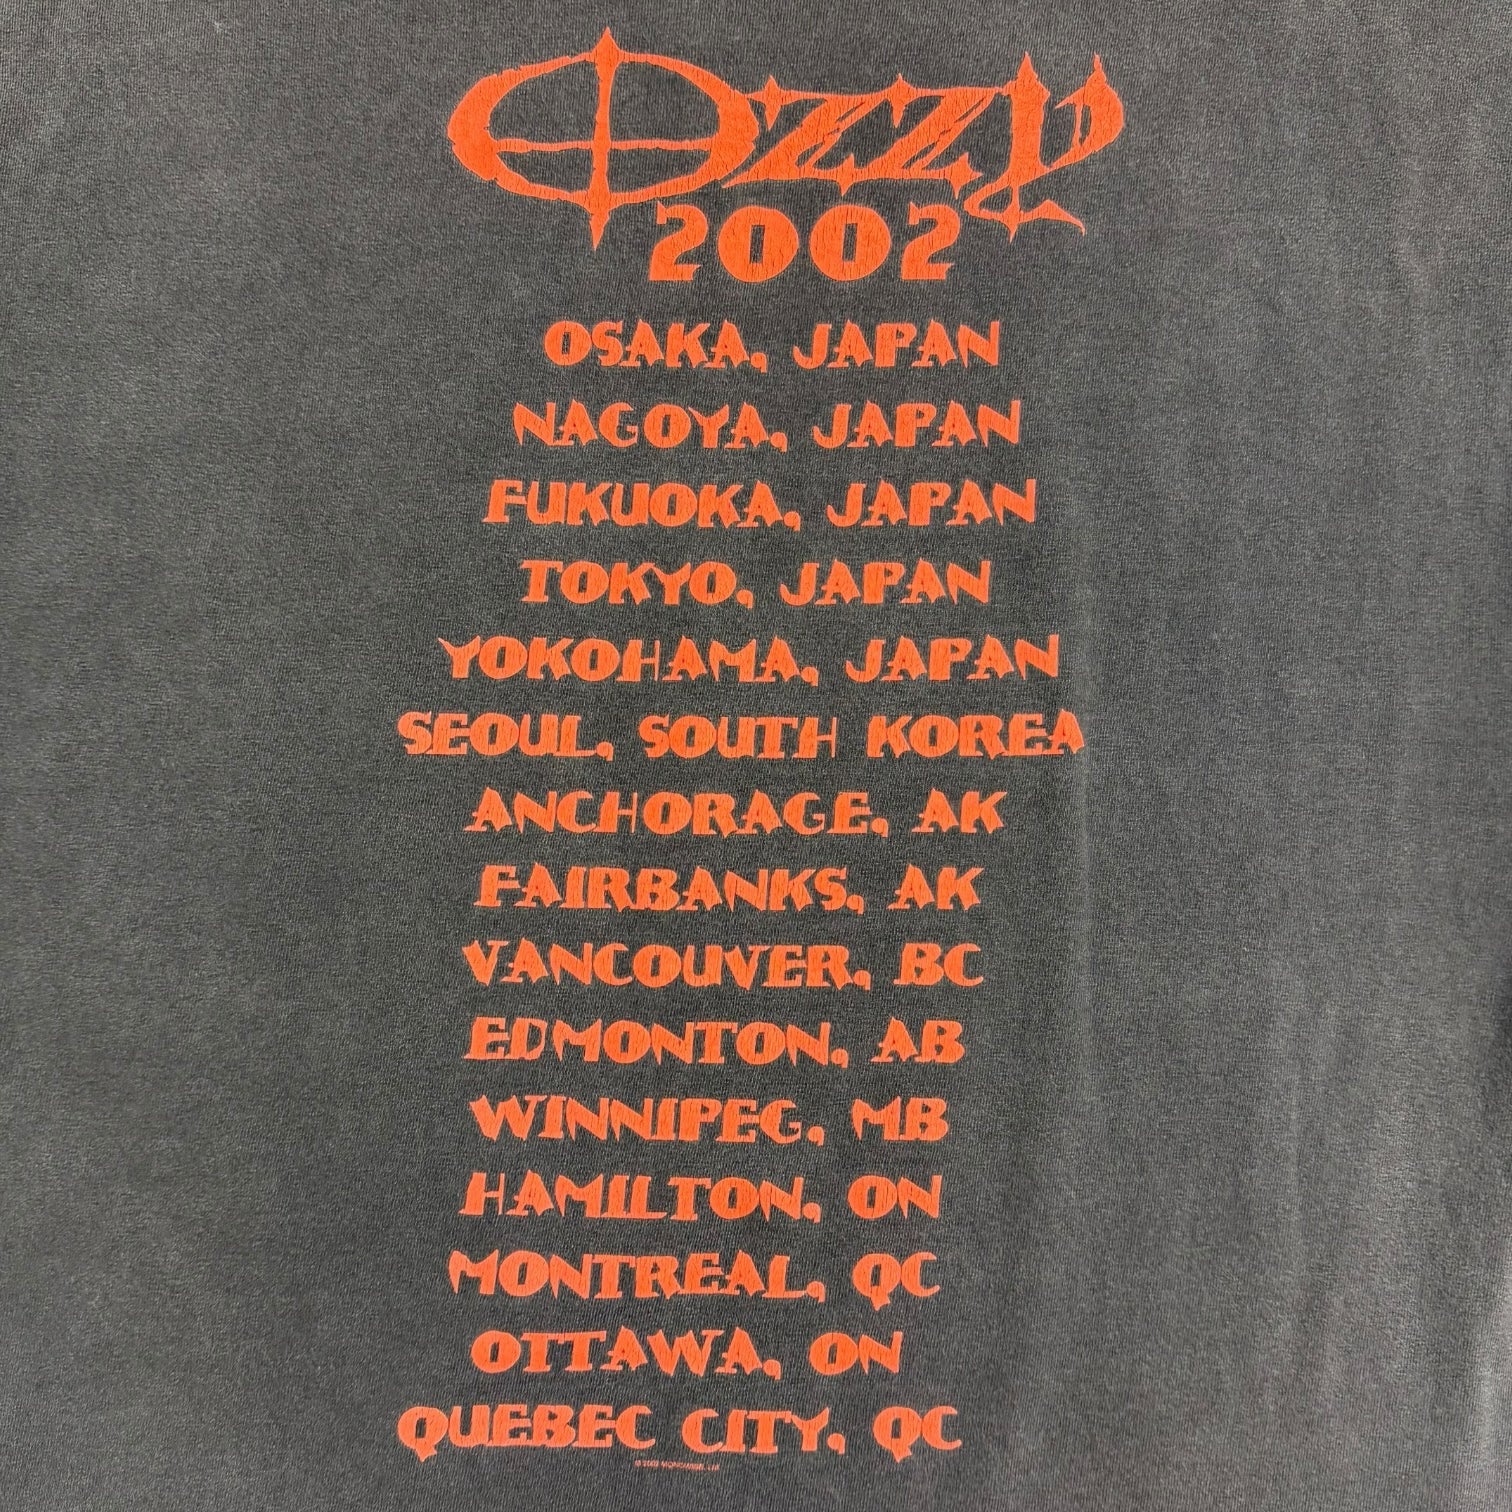 Ozzy
2002
OSAKA, JAPAN
NAGOYA, JAPAN
FUKUOKA, JAPAN
TOKYO, JAPAN
YOKOHAMA, JAPAN
SEOUL, SOUTH KOREA
ANCHORAGE, AK
FAIRBANKS, AK
VANCOUVER, BC
EDMONTON, AB
WINNIPEG, MB
HAMILTON, ON
MONTREAL, QC
OTTAWA, ON
QUEBEC CITY, QC